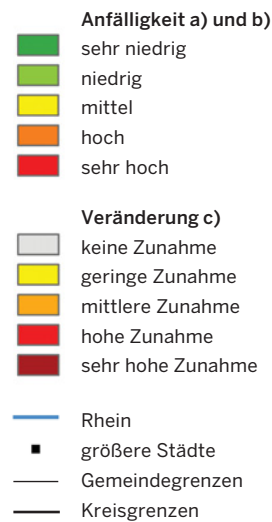 Anfälligkeit a) und b)
sehr niedrig
niedrig
mittel
hoch
sehr hoch
Veränderung c)
keine Zunahme
geringe Zunahme
mittlere Zunahme
hohe Zunahme
sehr hohe Zunahme
Rhein
größere Städte
Gemeindegrenzen
Kreisgrenzen